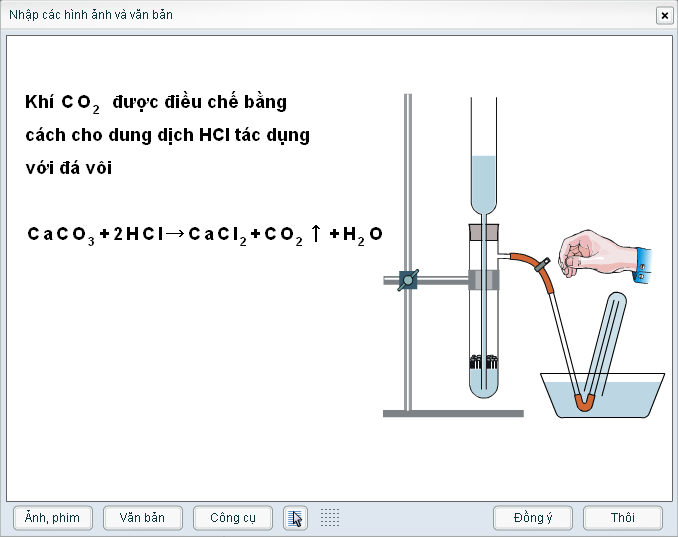 Nhập các hình ảnh và văn bản
Khí CO₂ được điều chế bằng
cách cho dung dịch HCl tác dụng
với đá vôi
CaCO₃+2HCl→CaCl₂+CO₂ ↑ +H₂O
Ảnh, phim
Văn bản
Công cụ
Đồng ý
Thôi